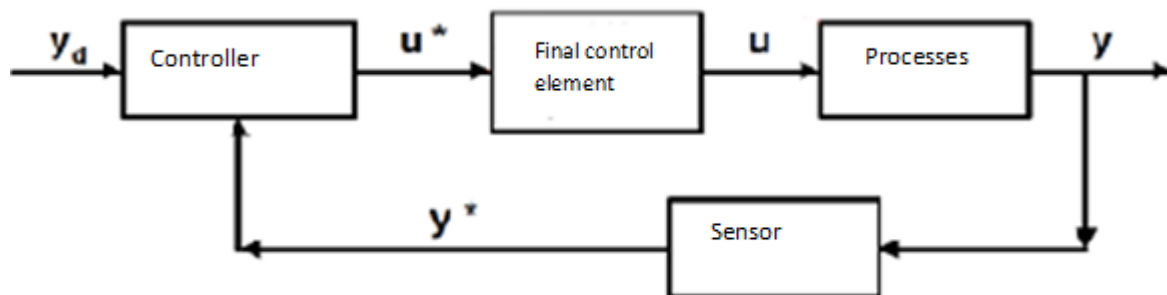 y_d
Controller
u*
Final control
element
u
Processes
y
y*
Sensor